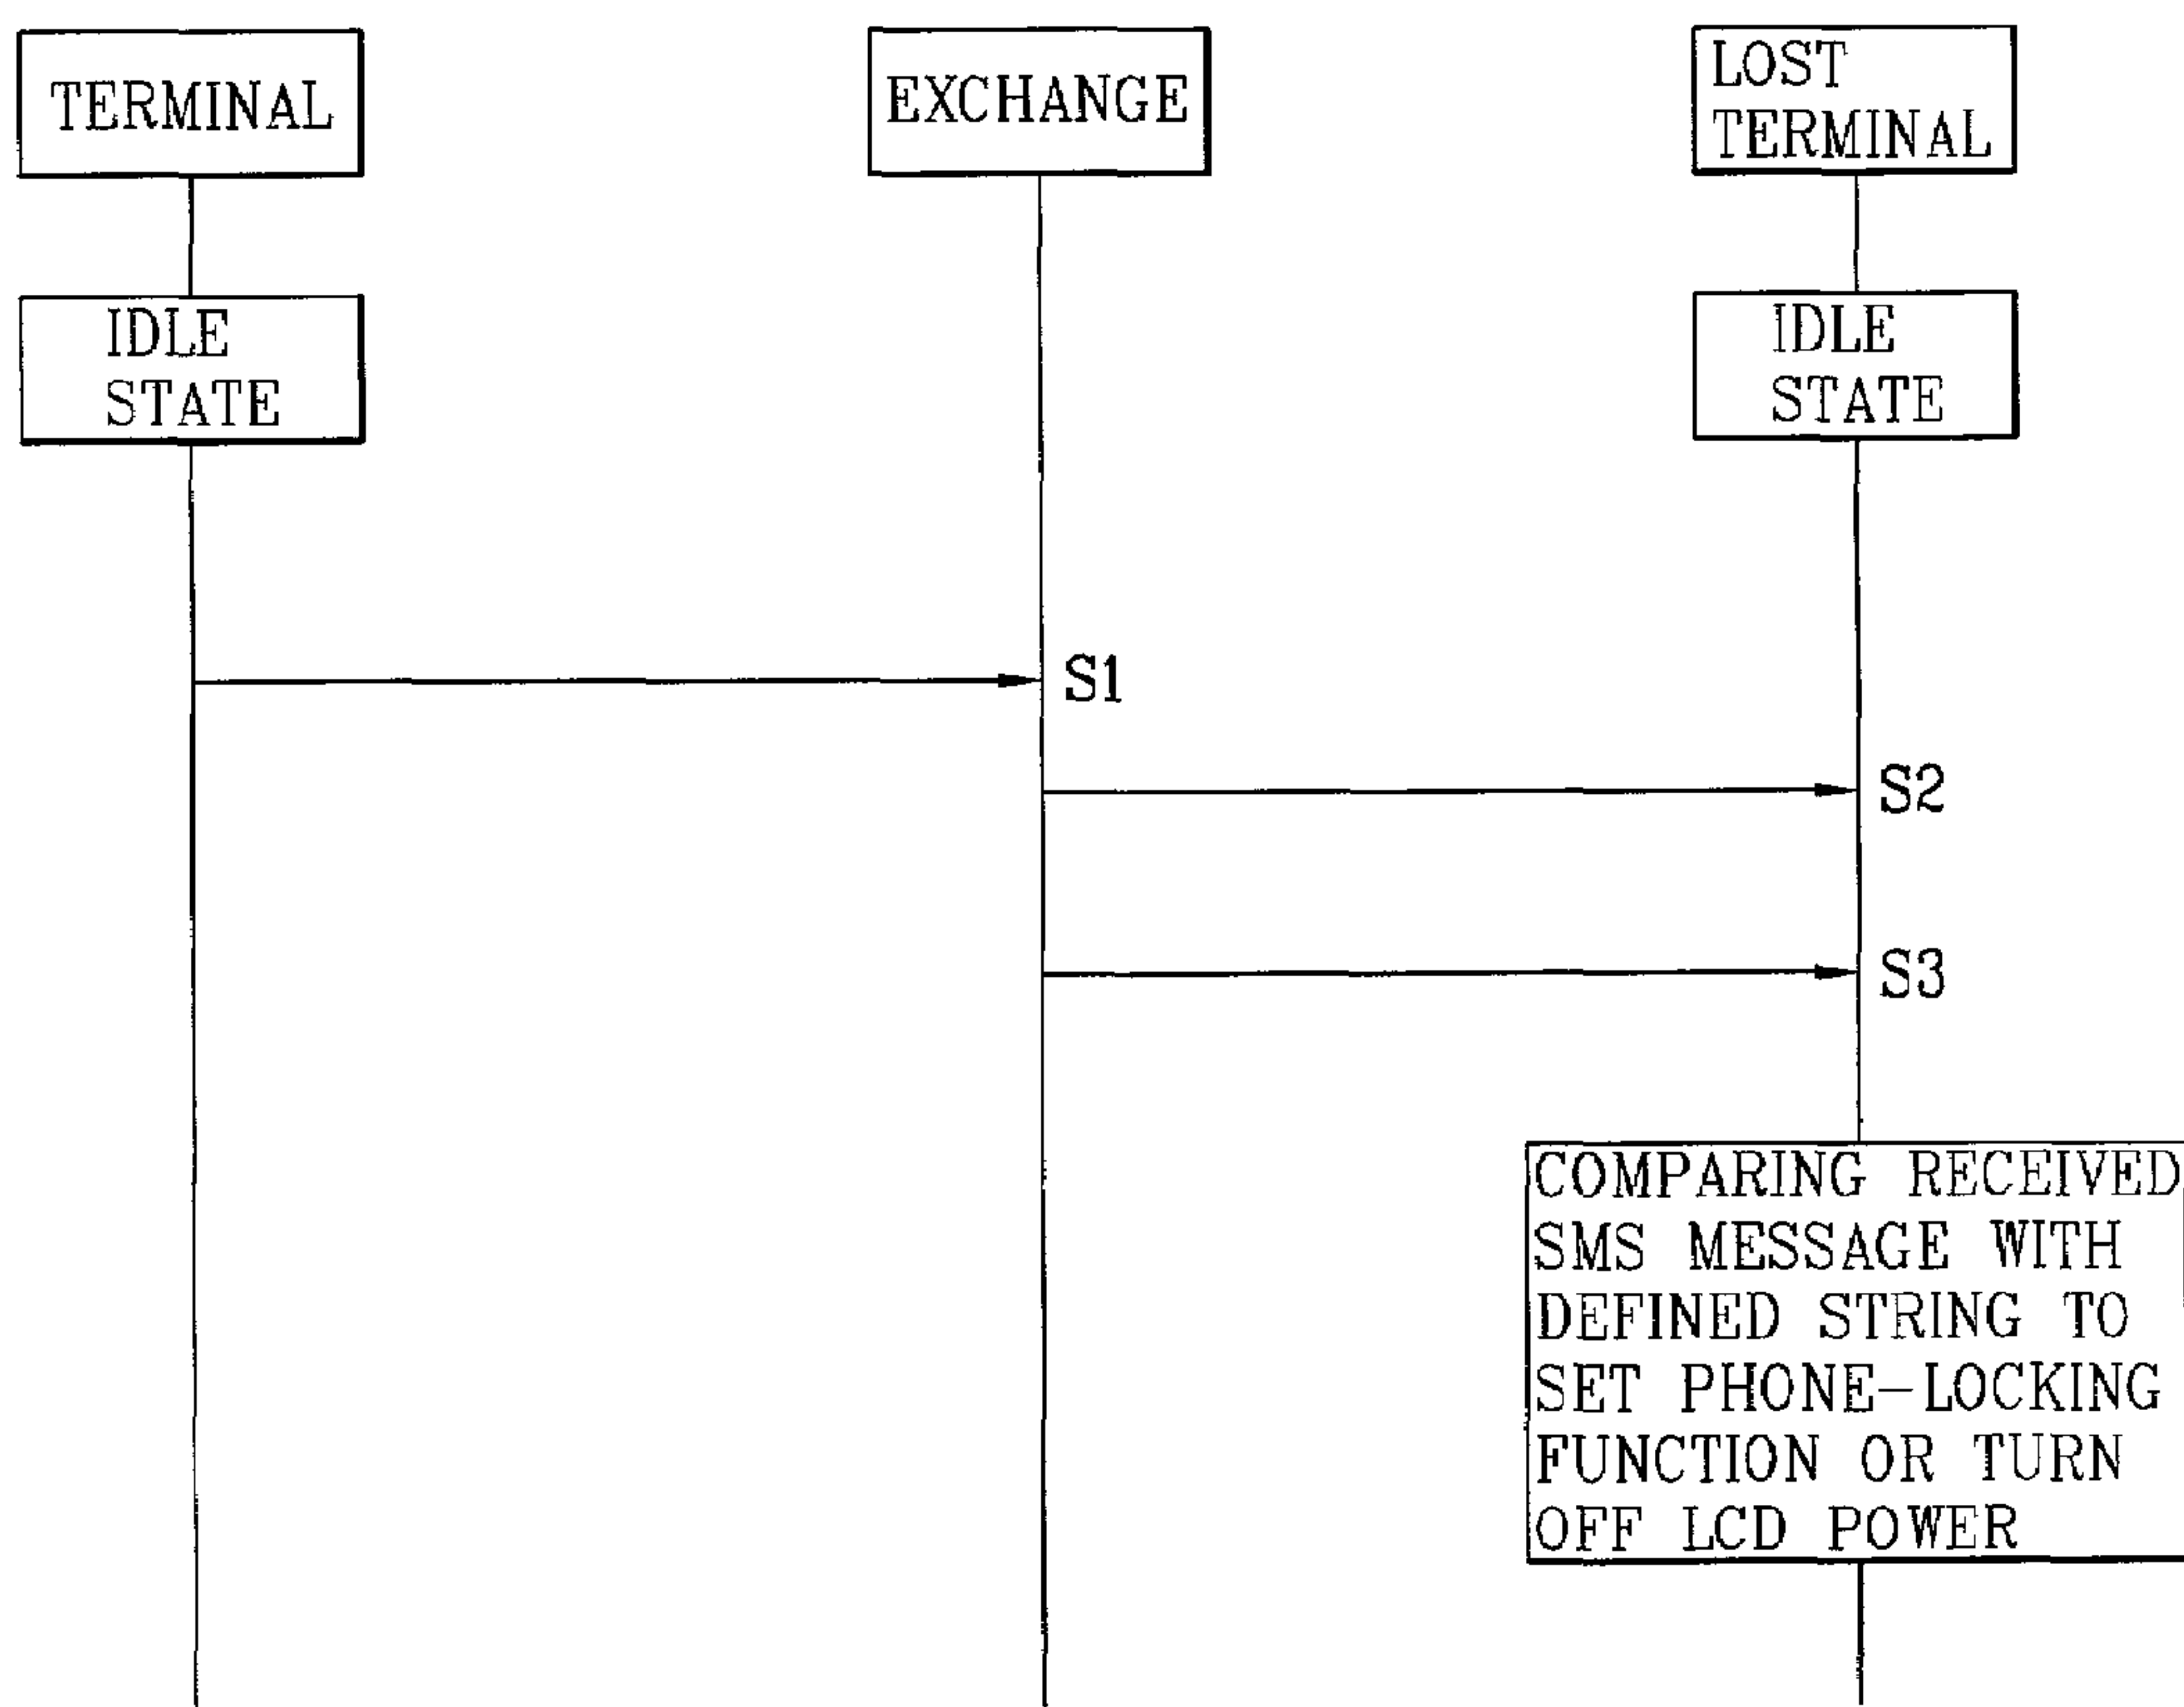 TERMINAL
EXCHANGE
LOST
TERMINAL
IDLE
STATE
IDLE
STATE
S1
S2
S3
COMPARING RECEIVED
SMS MESSAGE WITH
DEFINED STRING TO
SET PHONE-LOCKING
FUNCTION OR TURN
OFF LCD POWER